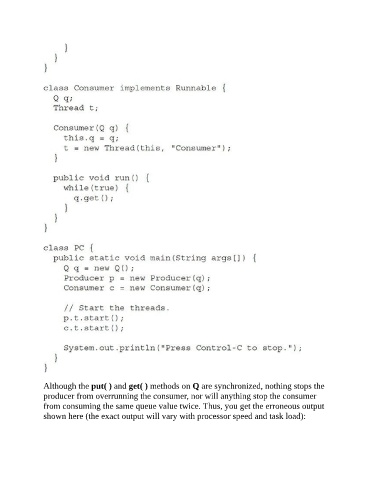 }
}
}
class Consumer implements Runnable {
Q q;
Thread t;
Consumer(Q q) {
this.q = q;
t = new Thread(this, "Consumer");
}
public void run() {
while(true) {
q.get();
}
}
}
class PC {
public static void main(String args[]) {
Q q = new Q();
Producer p = new Producer(q);
Consumer c = new Consumer(q);
// Start the threads.
p.t.start();
c.t.start();
System.out.println("Press Control-C to stop.");
}
}
Although the put( ) and get( ) methods on Q are synchronized, nothing stops the
producer from overrunning the consumer, nor will anything stop the consumer
from consuming the same queue value twice. Thus, you get the erroneous output
shown here (the exact output will vary with processor speed and task load):